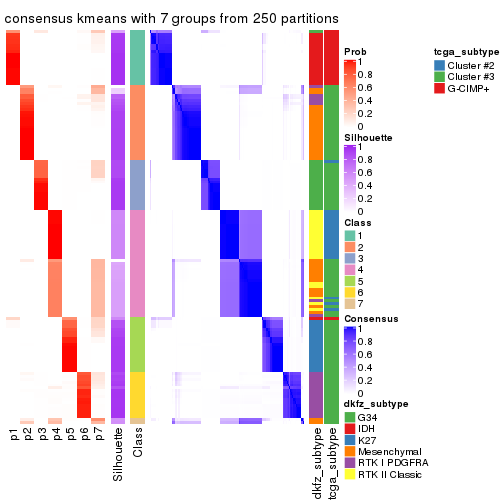 consensus kmeans with 7 groups from 250 partitions
Prob
1
0.8
0.6
0.4
0.2
0
Silhouette
1
0.8
0.6
0.4
0.2
0
Class
1
2
3
4
5
6
7
Consensus
1
0.8
0.6
0.4
0.2
0
dkfz_subtype
G34
IDH
K27
Mesenchymal
RTK I PDGFRA
RTK II Classic
tcga_subtype
Cluster #2
Cluster #3
G-CIMP+
p1
p2
p3
p4
p5
p6
p7
Silhouette
Class
dkfz_subtype
tcga_subtype